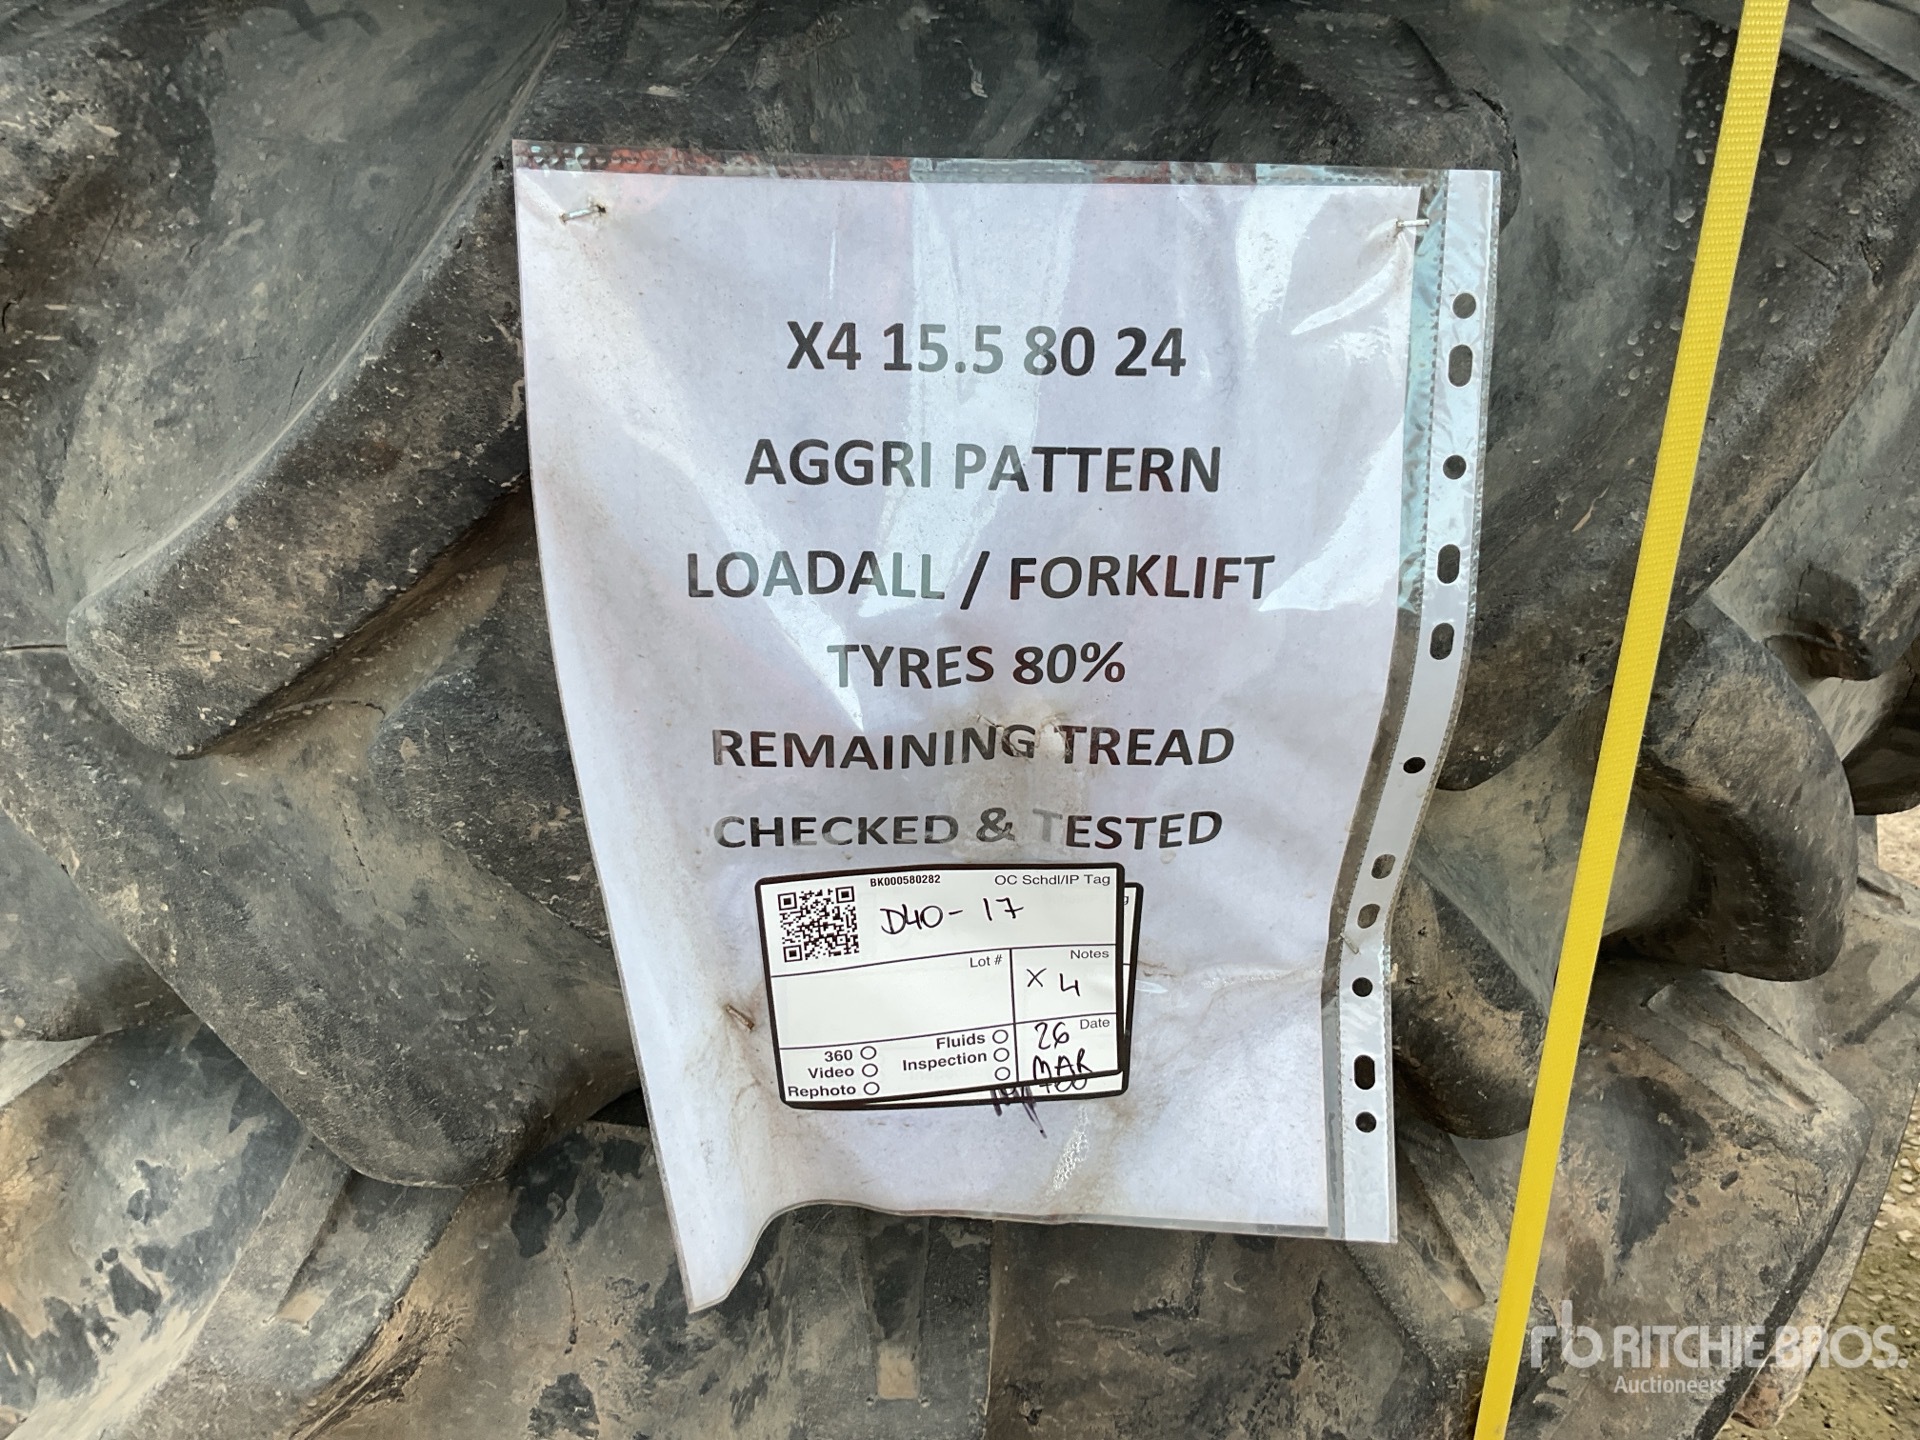 X4 15.5 80 24
AGGRI PATTERN
LOADALL / FORKLIFT
TYRES 80%
REMAINING TREAD
CHECKED & TESTED
BK000580282 OC Schdl/IP Tag
D40-17
Lot # Notes
X 4
Date
26
MAR
360 Fluids
Video Inspection
Rephoto
rb RITCHIE BROS.
Auctioneers